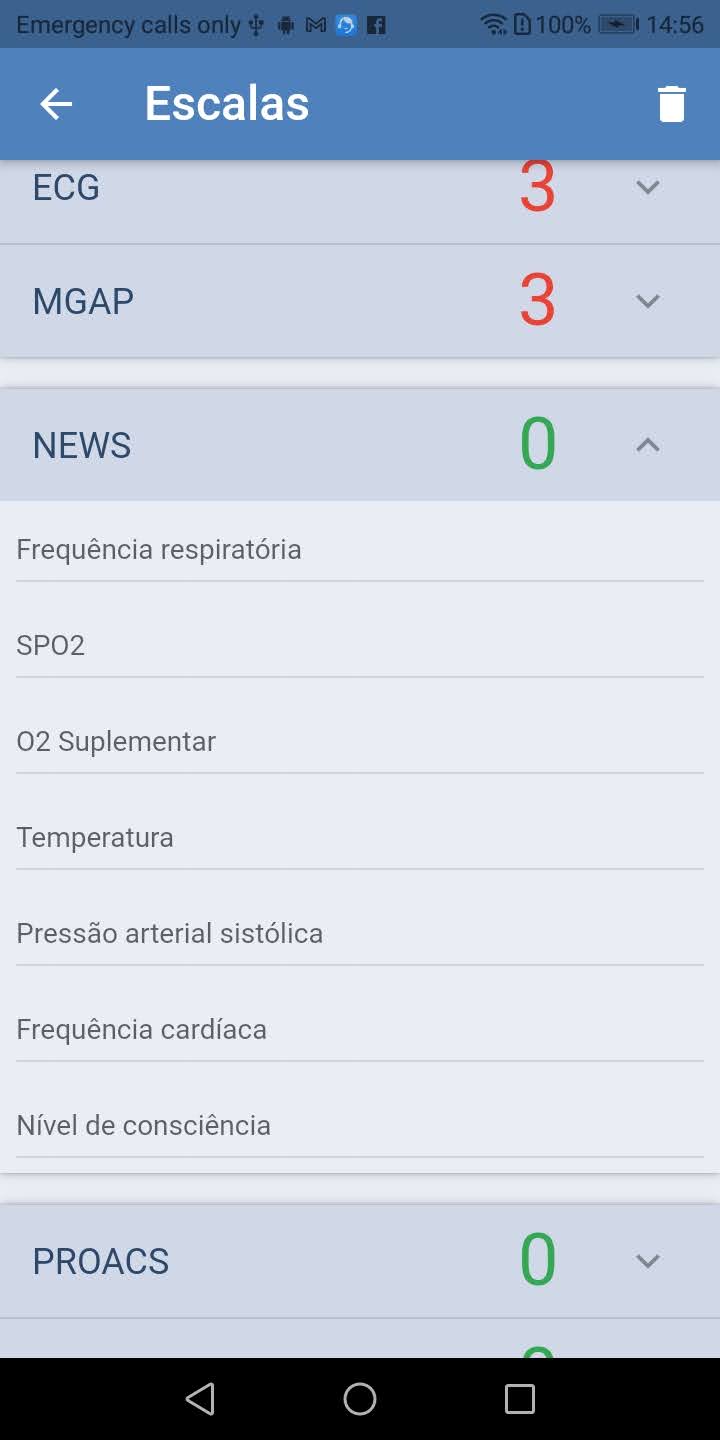 Emergency calls only 100% 14:56
Escalas
ECG 3
MGAP 3
NEWS 0
Frequência respiratória
SPO2
O2 Suplementar
Temperatura
Pressão arterial sistólica
Frequência cardíaca
Nível de consciência
PROACS 0